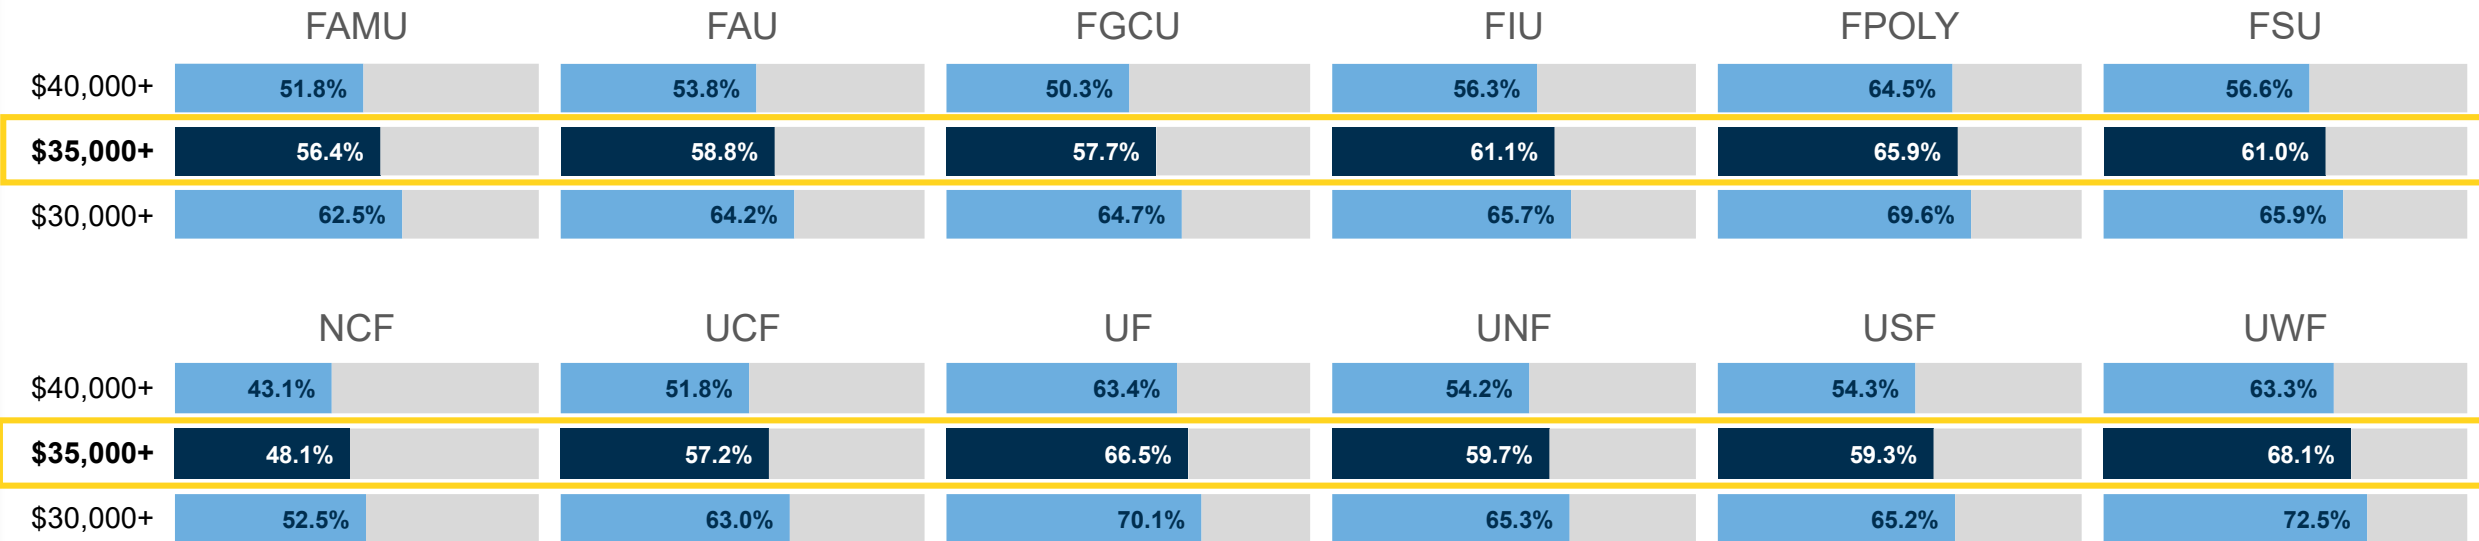 FAMU FAU FGCU FIU FPOLY FSU
$40,000+ 51.8% 53.8% 50.3% 56.3% 64.5% 56.6%
$35,000+ 56.4% 58.8% 57.7% 61.1% 65.9% 61.0%
$30,000+ 62.5% 64.2% 64.7% 65.7% 69.6% 65.9%
NCF UCF UF UNF USF UWF
$40,000+ 43.1% 51.8% 63.4% 54.2% 54.3% 63.3%
$35,000+ 48.1% 57.2% 66.5% 59.7% 59.3% 68.1%
$30,000+ 52.5% 63.0% 70.1% 65.3% 65.2% 72.5%